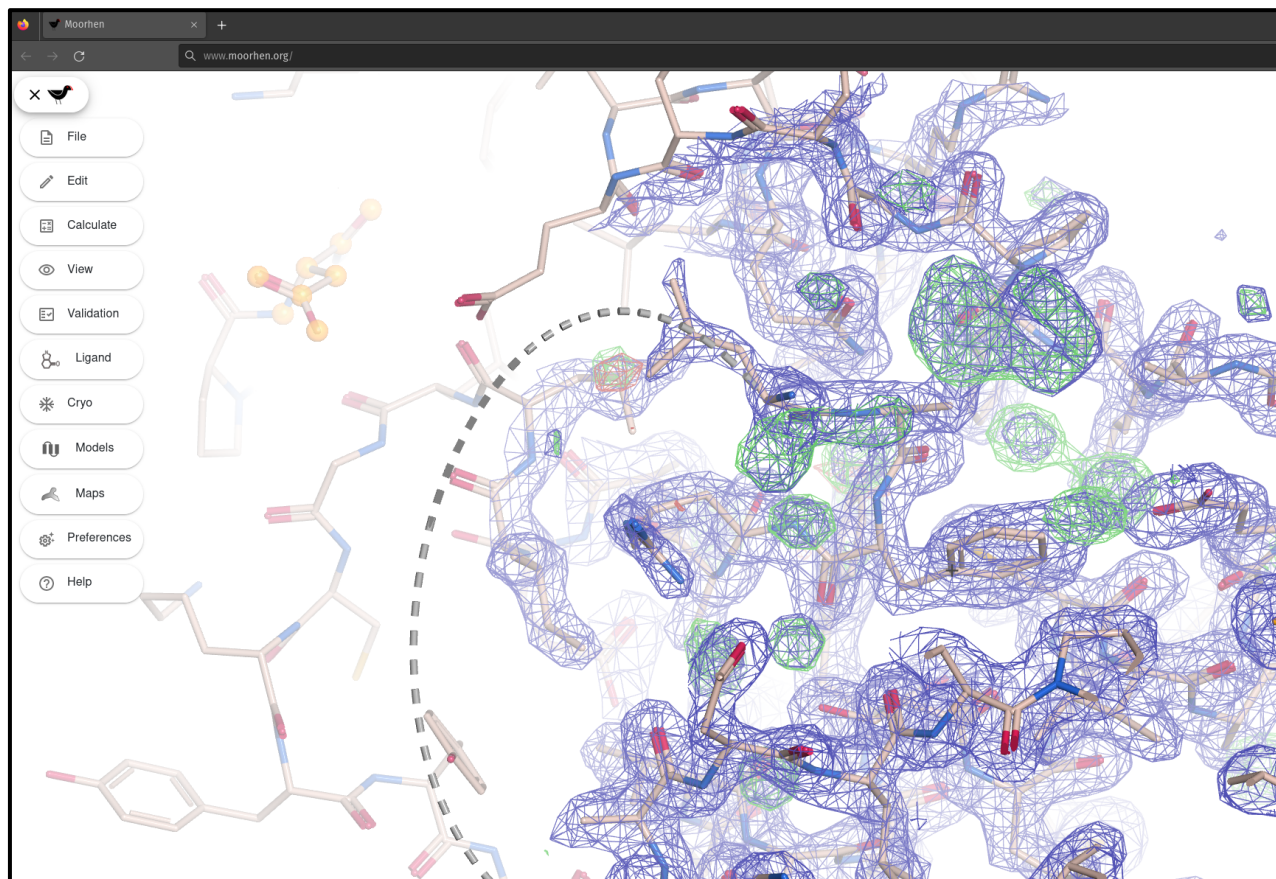 Moorhen
www.moorhen.org/
File
Edit
Calculate
View
Validation
Ligand
Cryo
Models
Maps
Preferences
Help